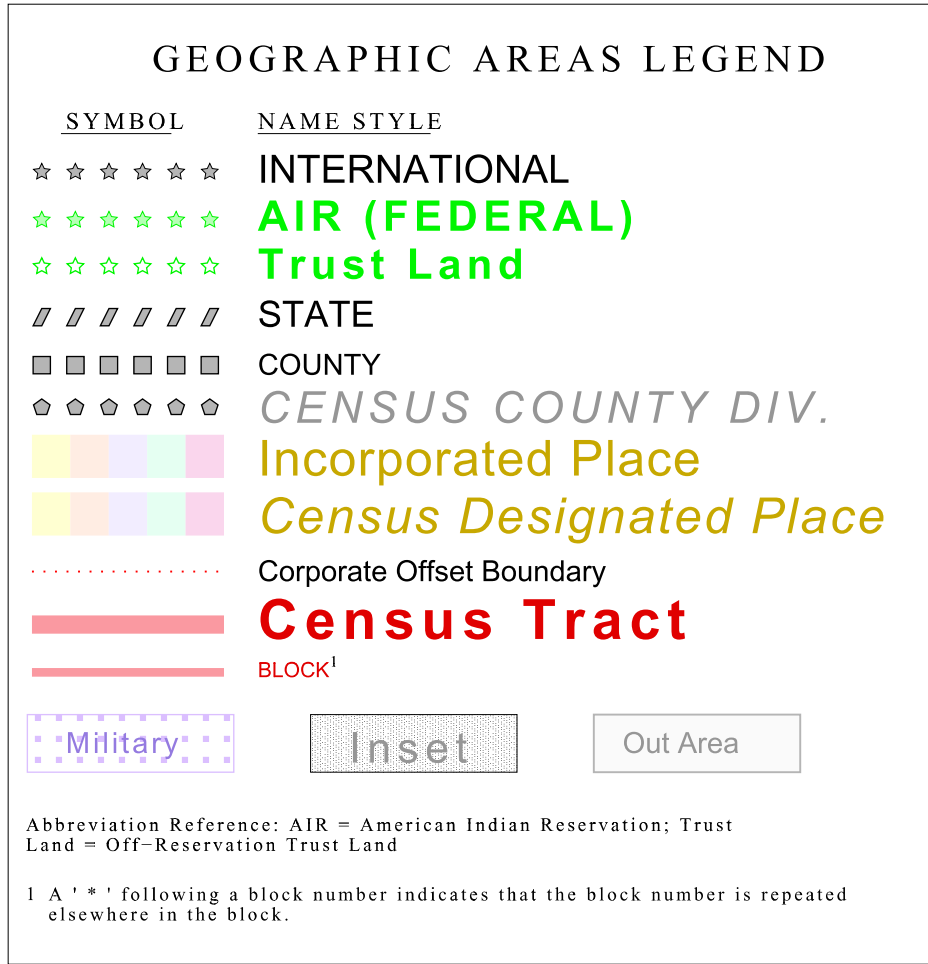 GEOGRAPHIC AREAS LEGEND
SYMBOL NAME STYLE
INTERNATIONAL
AIR (FEDERAL)
Trust Land
STATE
COUNTY
CENSUS COUNTY DIV.
Incorporated Place
Census Designated Place
Corporate Offset Boundary
Census Tract
BLOCK¹
Military Inset Out Area
Abbreviation Reference: AIR = American Indian Reservation; Trust
Land = Off−Reservation Trust Land
1 A ' * ' following a block number indicates that the block number is repeated
elsewhere in the block.